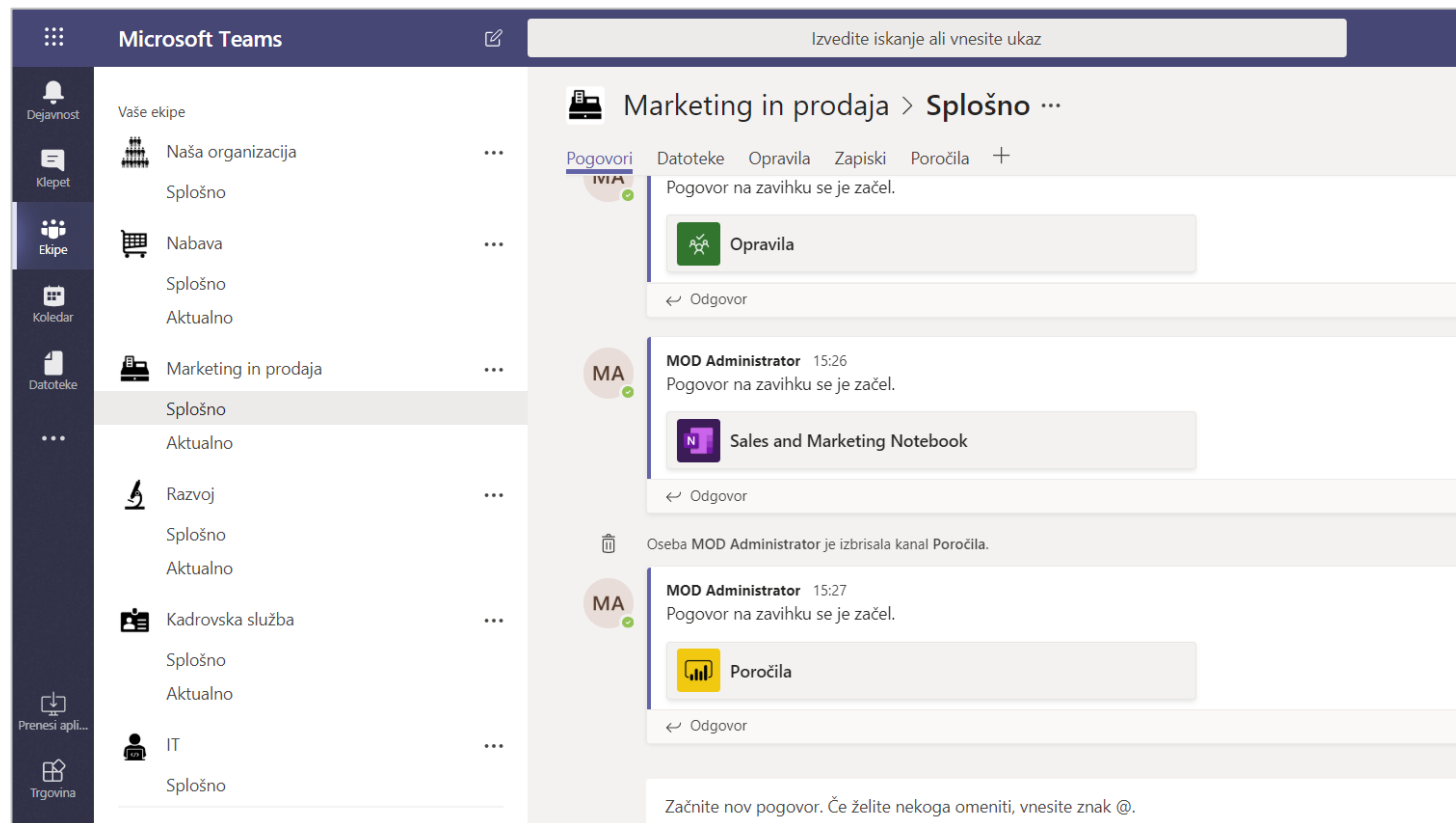 Microsoft Teams
Izvedite iskanje ali vnesite ukaz
Dejavnost
Klepet
Ekipe
Koledar
Datoteke
Prenesi apli...
Trgovina
Vaše ekipe
Naša organizacija
Splošno
Nabava
Splošno
Aktualno
Marketing in prodaja
Splošno
Aktualno
Razvoj
Splošno
Aktualno
Kadrovska služba
Splošno
Aktualno
IT
Splošno
Marketing in prodaja > Splošno ...
Pogovori Datoteke Opravila Zapiski Poročila +
MA
Pogovor na zavihku se je začel.
Opravila
Odgovor
MA
MOD Administrator 15:26
Pogovor na zavihku se je začel.
N
Sales and Marketing Notebook
Odgovor
Oseba MOD Administrator je izbrisala kanal Poročila.
MA
MOD Administrator 15:27
Pogovor na zavihku se je začel.
Poročila
Odgovor
Začnite nov pogovor. Če želite nekoga omeniti, vnesite znak @.